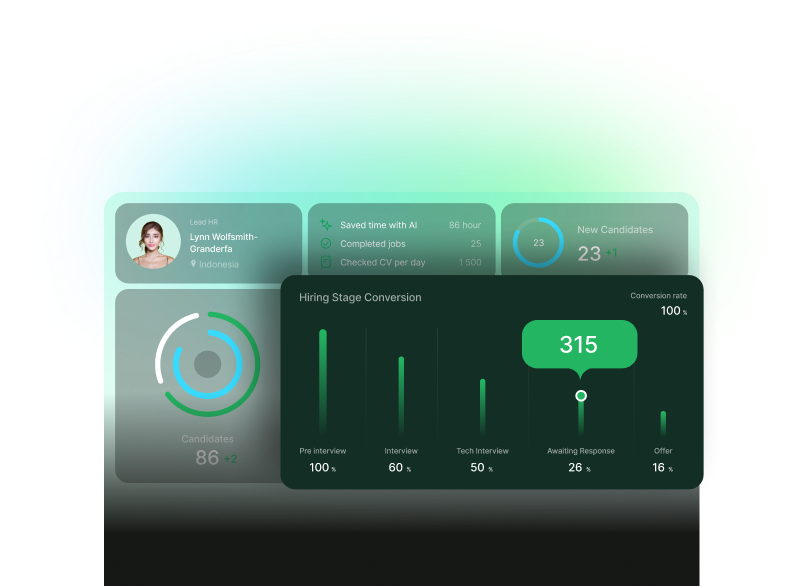 Lead HR
Lynn Wolfsmith-
Granderfa
Indonesia
Saved time with AI 86 hour
Completed jobs 25
Checked CV per day 1 500
23
New Candidates
23 +1
Candidates
86 +2
Hiring Stage Conversion
Conversion rate
100 %
315
Pre interview
100 %
Interview
60 %
Tech Interview
50 %
Awaiting Response
26 %
Offer
16 %